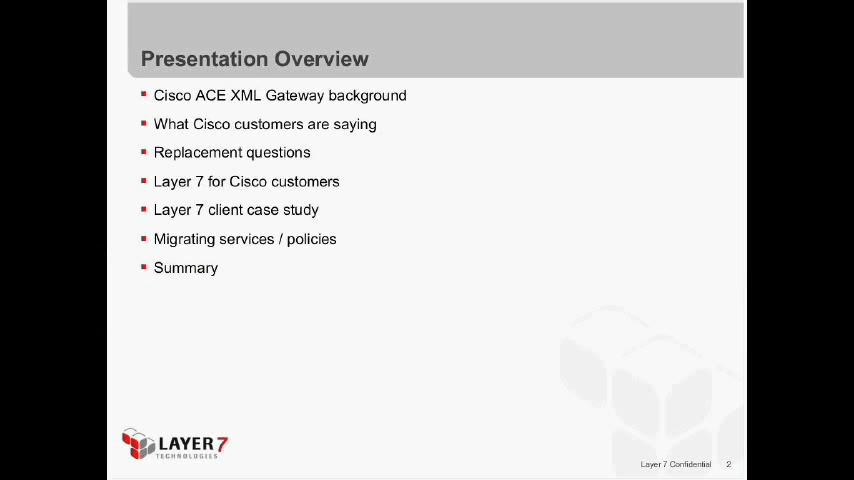 Presentation Overview
Cisco ACE XML Gateway background
What Cisco customers are saying
Replacement questions
Layer 7 for Cisco customers
Layer 7 client case study
Migrating services / policies
Summary
LAYER 7
TECHNOLOGIES
Layer 7 Confidential 2